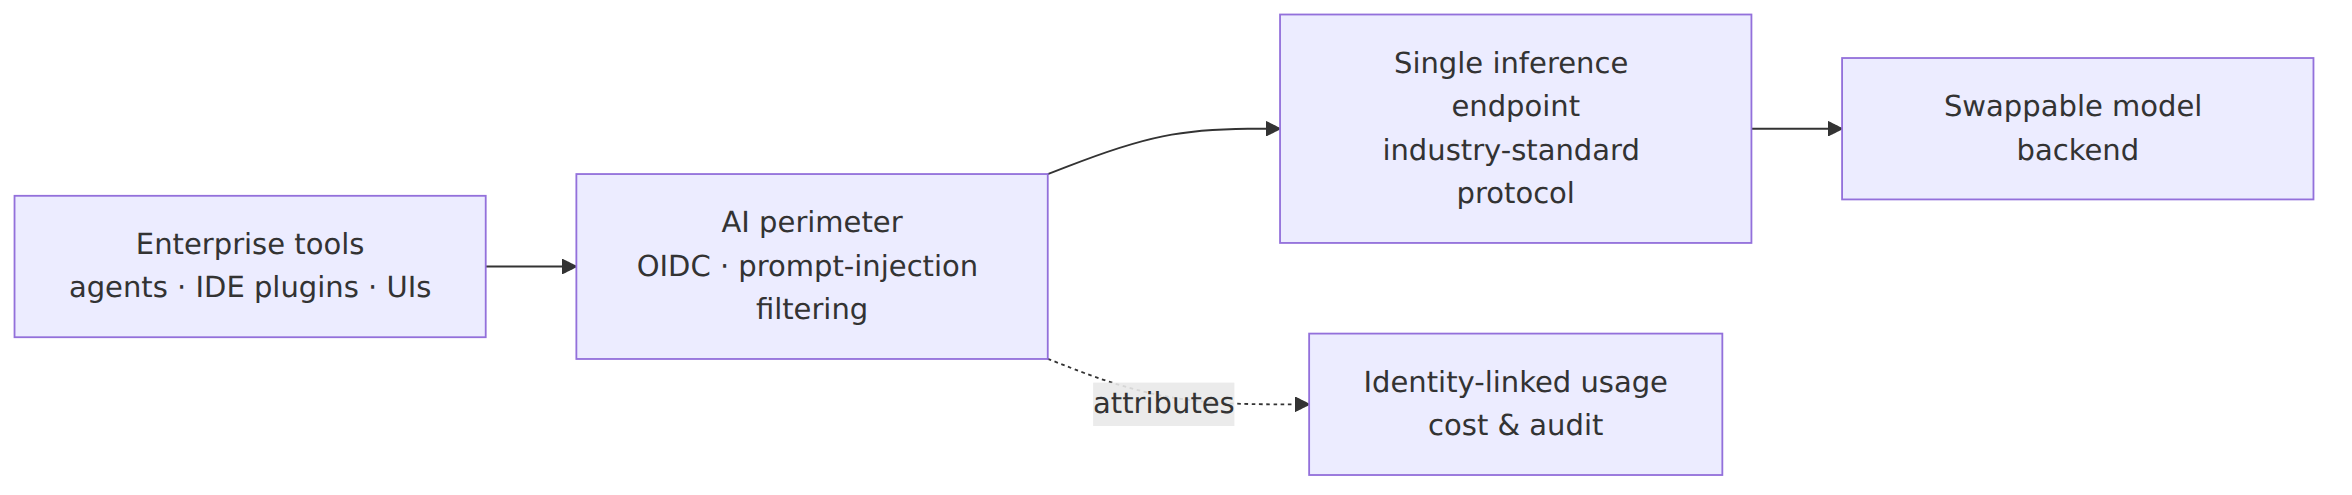 Enterprise tools
agents · IDE plugins · UIs
AI perimeter
OIDC · prompt-injection
filtering
Single inference
endpoint
industry-standard
protocol
Swappable model
backend
attributes
Identity-linked usage
cost & audit